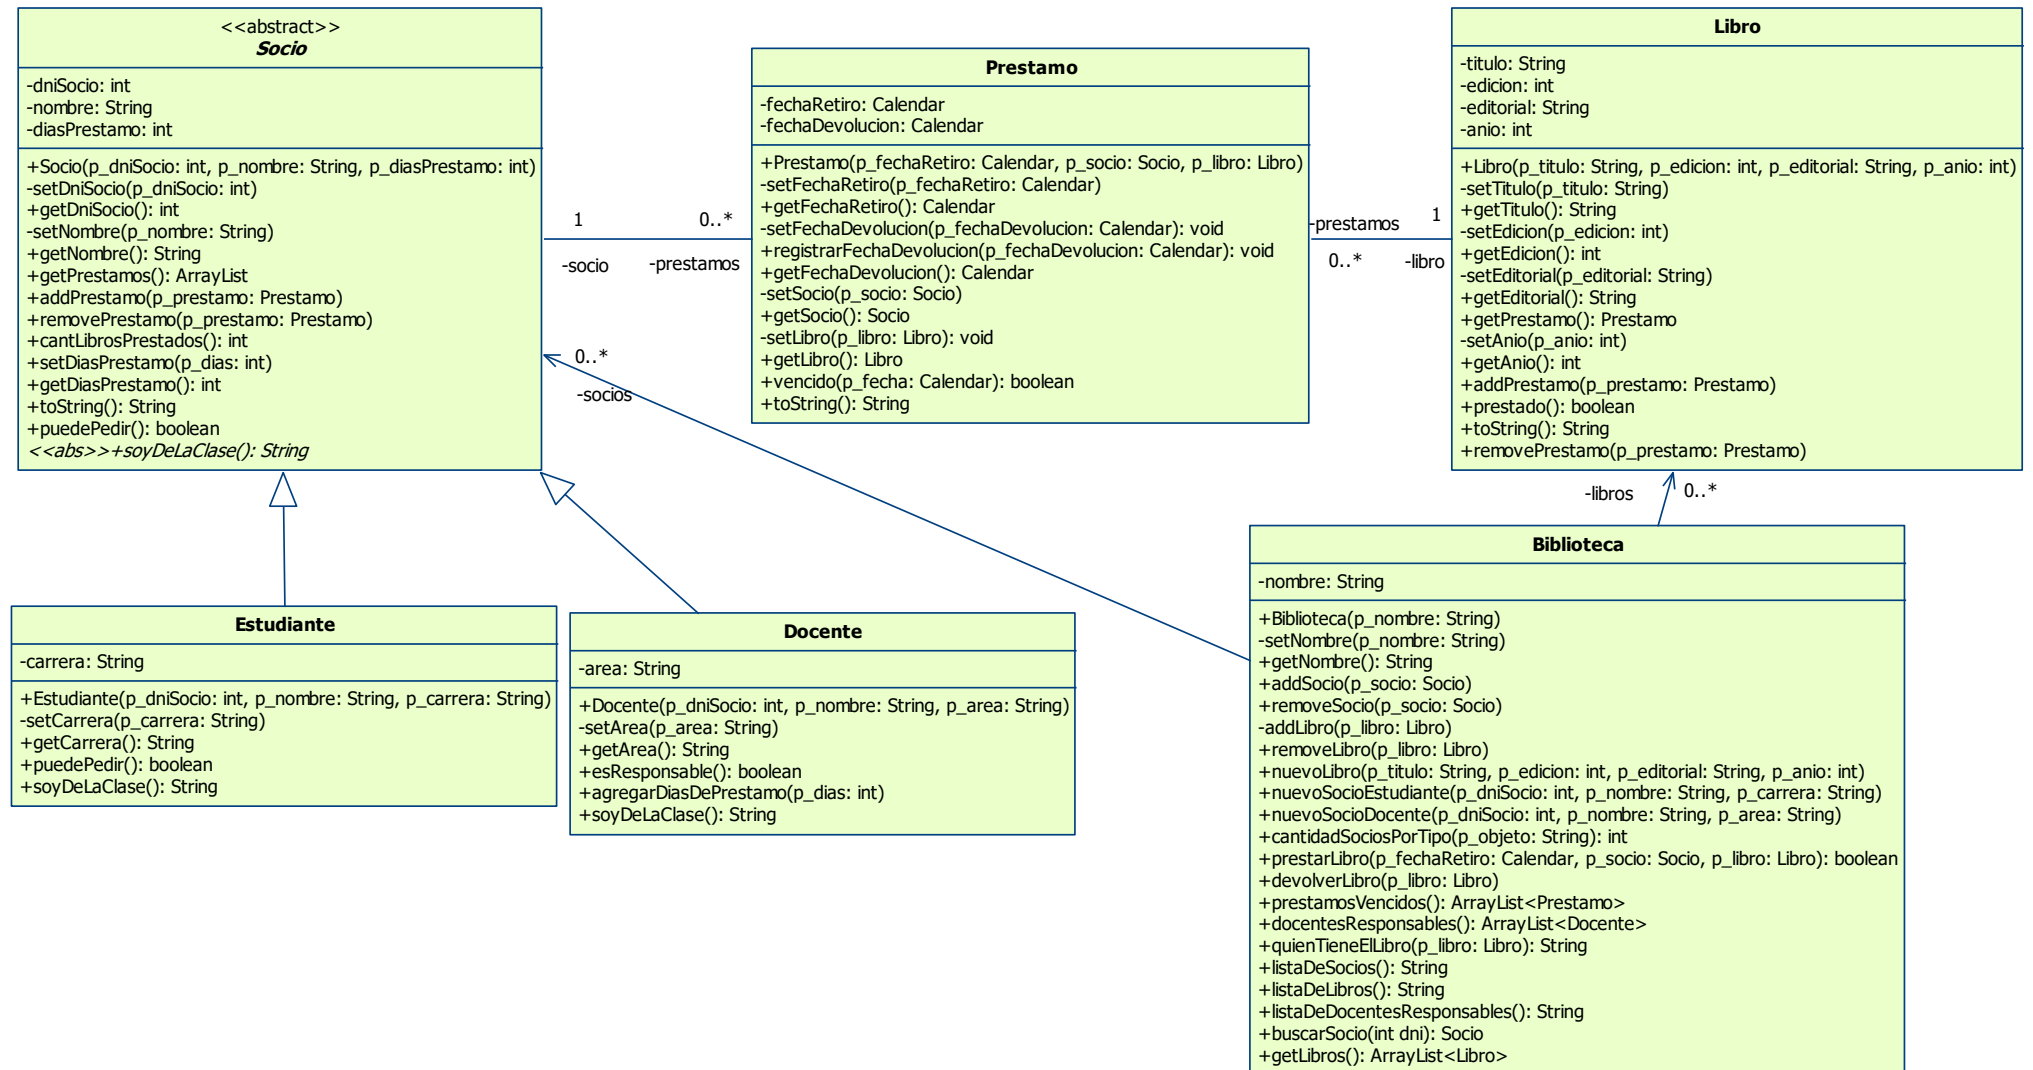 <<abstract>>
Socio
-dniSocio: int
-nombre: String
-diasPrestamo: int
+Socio(p_dniSocio: int, p_nombre: String, p_diasPrestamo: int)
-setDniSocio(p_dniSocio: int)
+getDniSocio(): int
-setNombre(p_nombre: String)
+getNombre(): String
+getPrestamos(): ArrayList
+addPrestamo(p_prestamo: Prestamo)
+removePrestamo(p_prestamo: Prestamo)
+cantLibrosPrestados(): int
+setDiasPrestamo(p_dias: int)
+getDiasPrestamo(): int
+toString(): String
+puedePedir(): boolean
<<abs>>+soyDeLaClase(): String
1
0..*
-socio
-prestamos
Prestamo
-fechaRetiro: Calendar
-fechaDevolucion: Calendar
+Prestamo(p_fechaRetiro: Calendar, p_socio: Socio, p_libro: Libro)
-setFechaRetiro(p_fechaRetiro: Calendar)
+getFechaRetiro(): Calendar
-setFechaDevolucion(p_fechaDevolucion: Calendar): void
+registrarFechaDevolucion(p_fechaDevolucion: Calendar): void
+getFechaDevolucion(): Calendar
-setSocio(p_socio: Socio)
+getSocio(): Socio
-setLibro(p_libro: Libro): void
+getLibro(): Libro
+vencido(p_fecha: Calendar): boolean
+toString(): String
-prestamos
1
0..*
-libro
Libro
-titulo: String
-edicion: int
-editorial: String
-anio: int
+Libro(p_titulo: String, p_edicion: int, p_editorial: String, p_anio: int)
-setTitulo(p_titulo: String)
+getTitulo(): String
-setEdicion(p_edicion: int)
+getEdicion(): int
-setEditorial(p_editorial: String)
+getEditorial(): String
+getPrestamo(): Prestamo
-setAnio(p_anio: int)
+getAnio(): int
+addPrestamo(p_prestamo: Prestamo)
+prestado(): boolean
+toString(): String
+removePrestamo(p_prestamo: Prestamo)
0..*
-socios
-libros
0..*
Estudiante
-carrera: String
+Estudiante(p_dniSocio: int, p_nombre: String, p_carrera: String)
-setCarrera(p_carrera: String)
+getCarrera(): String
+puedePedir(): boolean
+soyDeLaClase(): String
Docente
-area: String
+Docente(p_dniSocio: int, p_nombre: String, p_area: String)
-setArea(p_area: String)
+getArea(): String
+esResponsable(): boolean
+agregarDiasDePrestamo(p_dias: int)
+soyDeLaClase(): String
Biblioteca
-nombre: String
+Biblioteca(p_nombre: String)
-setNombre(p_nombre: String)
+getNombre(): String
+addSocio(p_socio: Socio)
+removeSocio(p_socio: Socio)
-addLibro(p_libro: Libro)
+removeLibro(p_libro: Libro)
+nuevoLibro(p_titulo: String, p_edicion: int, p_editorial: String, p_anio: int)
+nuevoSocioEstudiante(p_dniSocio: int, p_nombre: String, p_carrera: String)
+nuevoSocioDocente(p_dniSocio: int, p_nombre: String, p_area: String)
+cantidadSociosPorTipo(p_objeto: String): int
+prestarLibro(p_fechaRetiro: Calendar, p_socio: Socio, p_libro: Libro): boolean
+devolverLibro(p_libro: Libro)
+prestamosVencidos(): ArrayList<Prestamo>
+docentesResponsables(): ArrayList<Docente>
+quienTieneElLibro(p_libro: Libro): String
+listaDeSocios(): String
+listaDeLibros(): String
+listaDeDocentesResponsables(): String
+buscarSocio(int dni): Socio
+getLibros(): ArrayList<Libro>